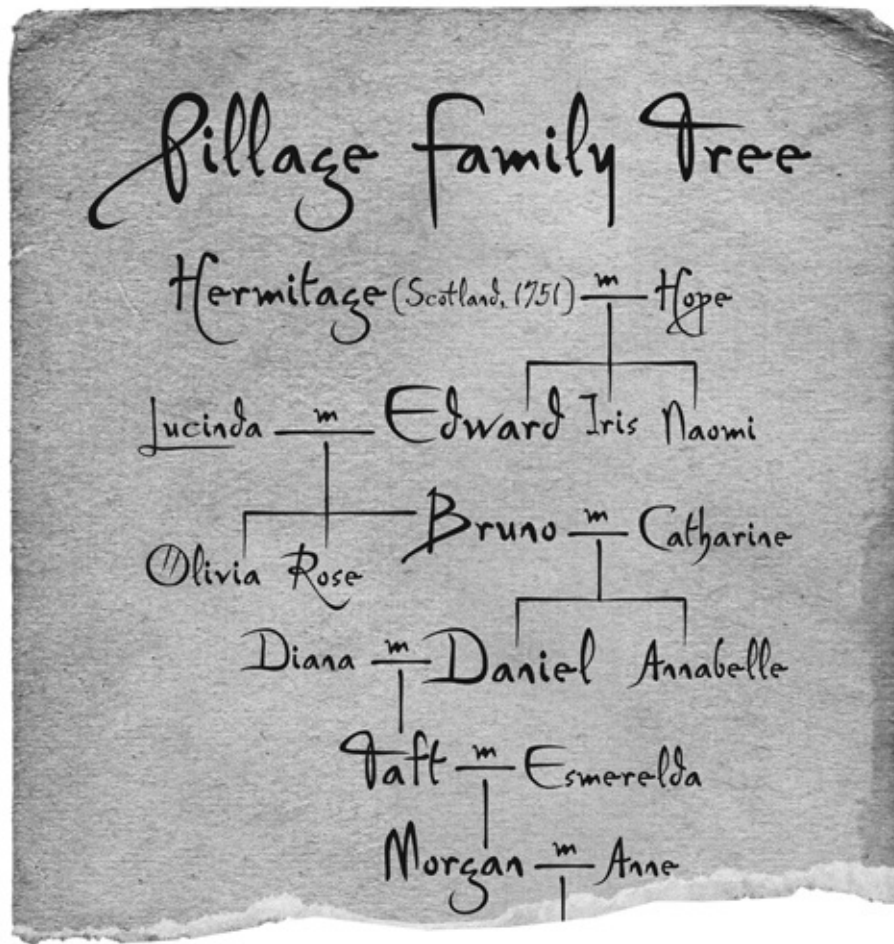 Pillage Family Tree
Hermitage (Scotland, 1751) m Hope
Lucinda m Edward Iris Naomi
Bruno m Catharine
Olivia Rose
Diana m Daniel Annabelle
Taft m Esmerelda
Morgan m Anne